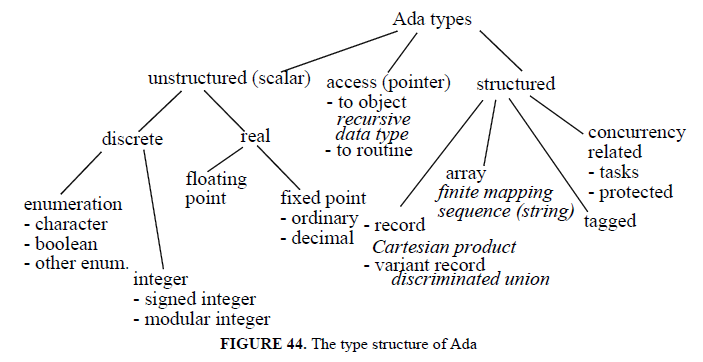 Ada types
unstructured (scalar)
access (pointer)
- to object
recursive
data type
- to routine
structured
discrete
real
concurrency
related
- tasks
- protected
enumeration
- character
- boolean
- other enum.
integer
- signed integer
- modular integer
floating
point
fixed point
- ordinary
- decimal
- record
Cartesian product
- variant record
discriminated union
array
finite mapping
sequence (string)
tagged
FIGURE 44. The type structure of Ada